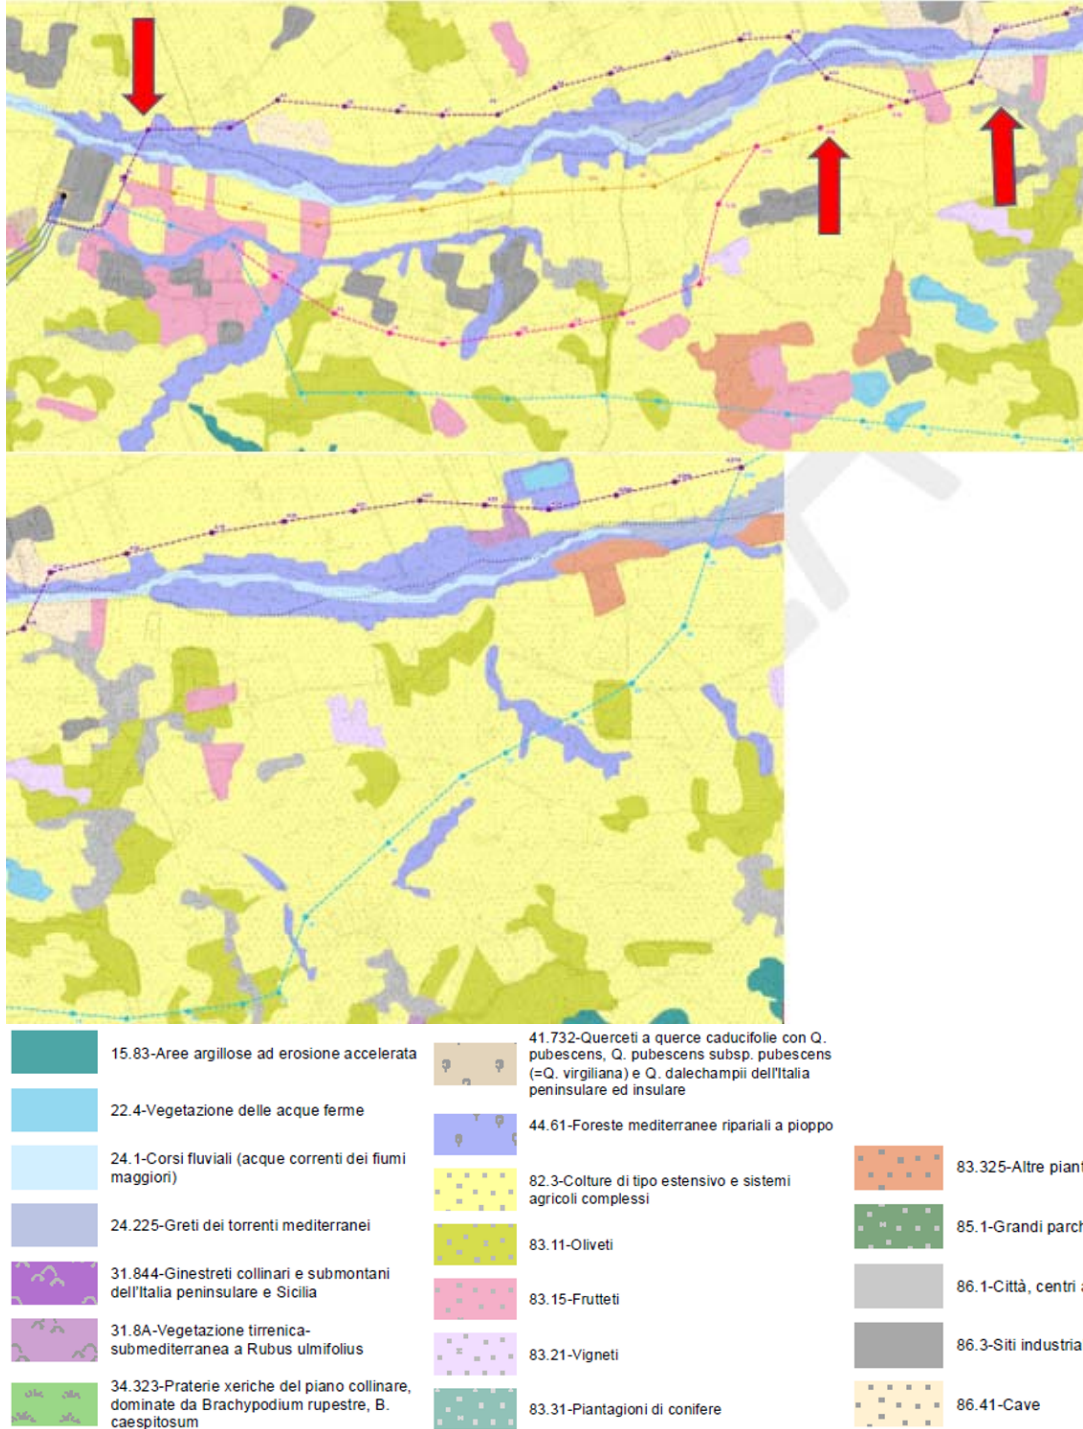 15.83-Aree argillose ad erosione accelerata
22.4-Vegetazione delle acque ferme
24.1-Corsi fluviali (acque correnti dei fiumi
maggiori)
24.225-Greti dei torrenti mediterranei
31.844-Ginestreti collinari e submontani
dell'Italia peninsulare e Sicilia
31.8A-Vegetazione tirrenica-
submediterranea a Rubus ulmifolius
34.323-Praterie xeriche del piano collinare,
dominate da Brachypodium rupestre, B.
caespitosum
41.732-Querceti a querce caducifolie con Q.
pubescens, Q. pubescens subsp. pubescens
(=Q. virgiliana) e Q. dalechampii dell'Italia
peninsulare ed insulare
44.61-Foreste mediterranee ripariali a pioppo
82.3-Colture di tipo estensivo e sistemi
agricoli complessi
83.11-Oliveti
83.15-Frutteti
83.21-Vigneti
83.31-Piantagioni di conifere
83.325-Altre piant
85.1-Grandi parch
86.1-Città, centri a
86.3-Siti industria
86.41-Cave